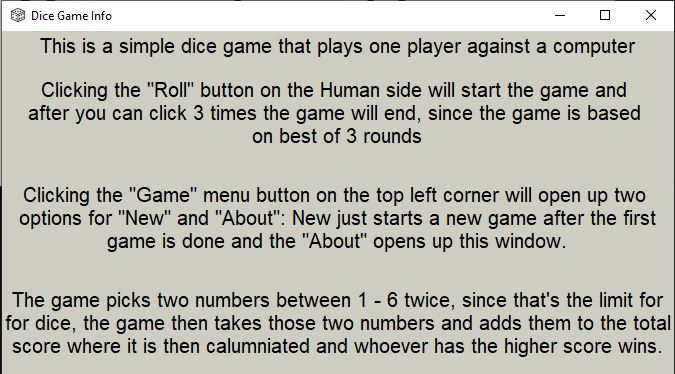 Dice Game Info
This is a simple dice game that plays one player against a computer
Clicking the "Roll" button on the Human side will start the game and
after you can click 3 times the game will end, since the game is based
on best of 3 rounds
Clicking the "Game" menu button on the top left corner will open up two
options for "New" and "About": New just starts a new game after the first
game is done and the "About" opens up this window.
The game picks two numbers between 1 - 6 twice, since that's the limit for
for dice, the game then takes those two numbers and adds them to the total
score where it is then calumniated and whoever has the higher score wins.